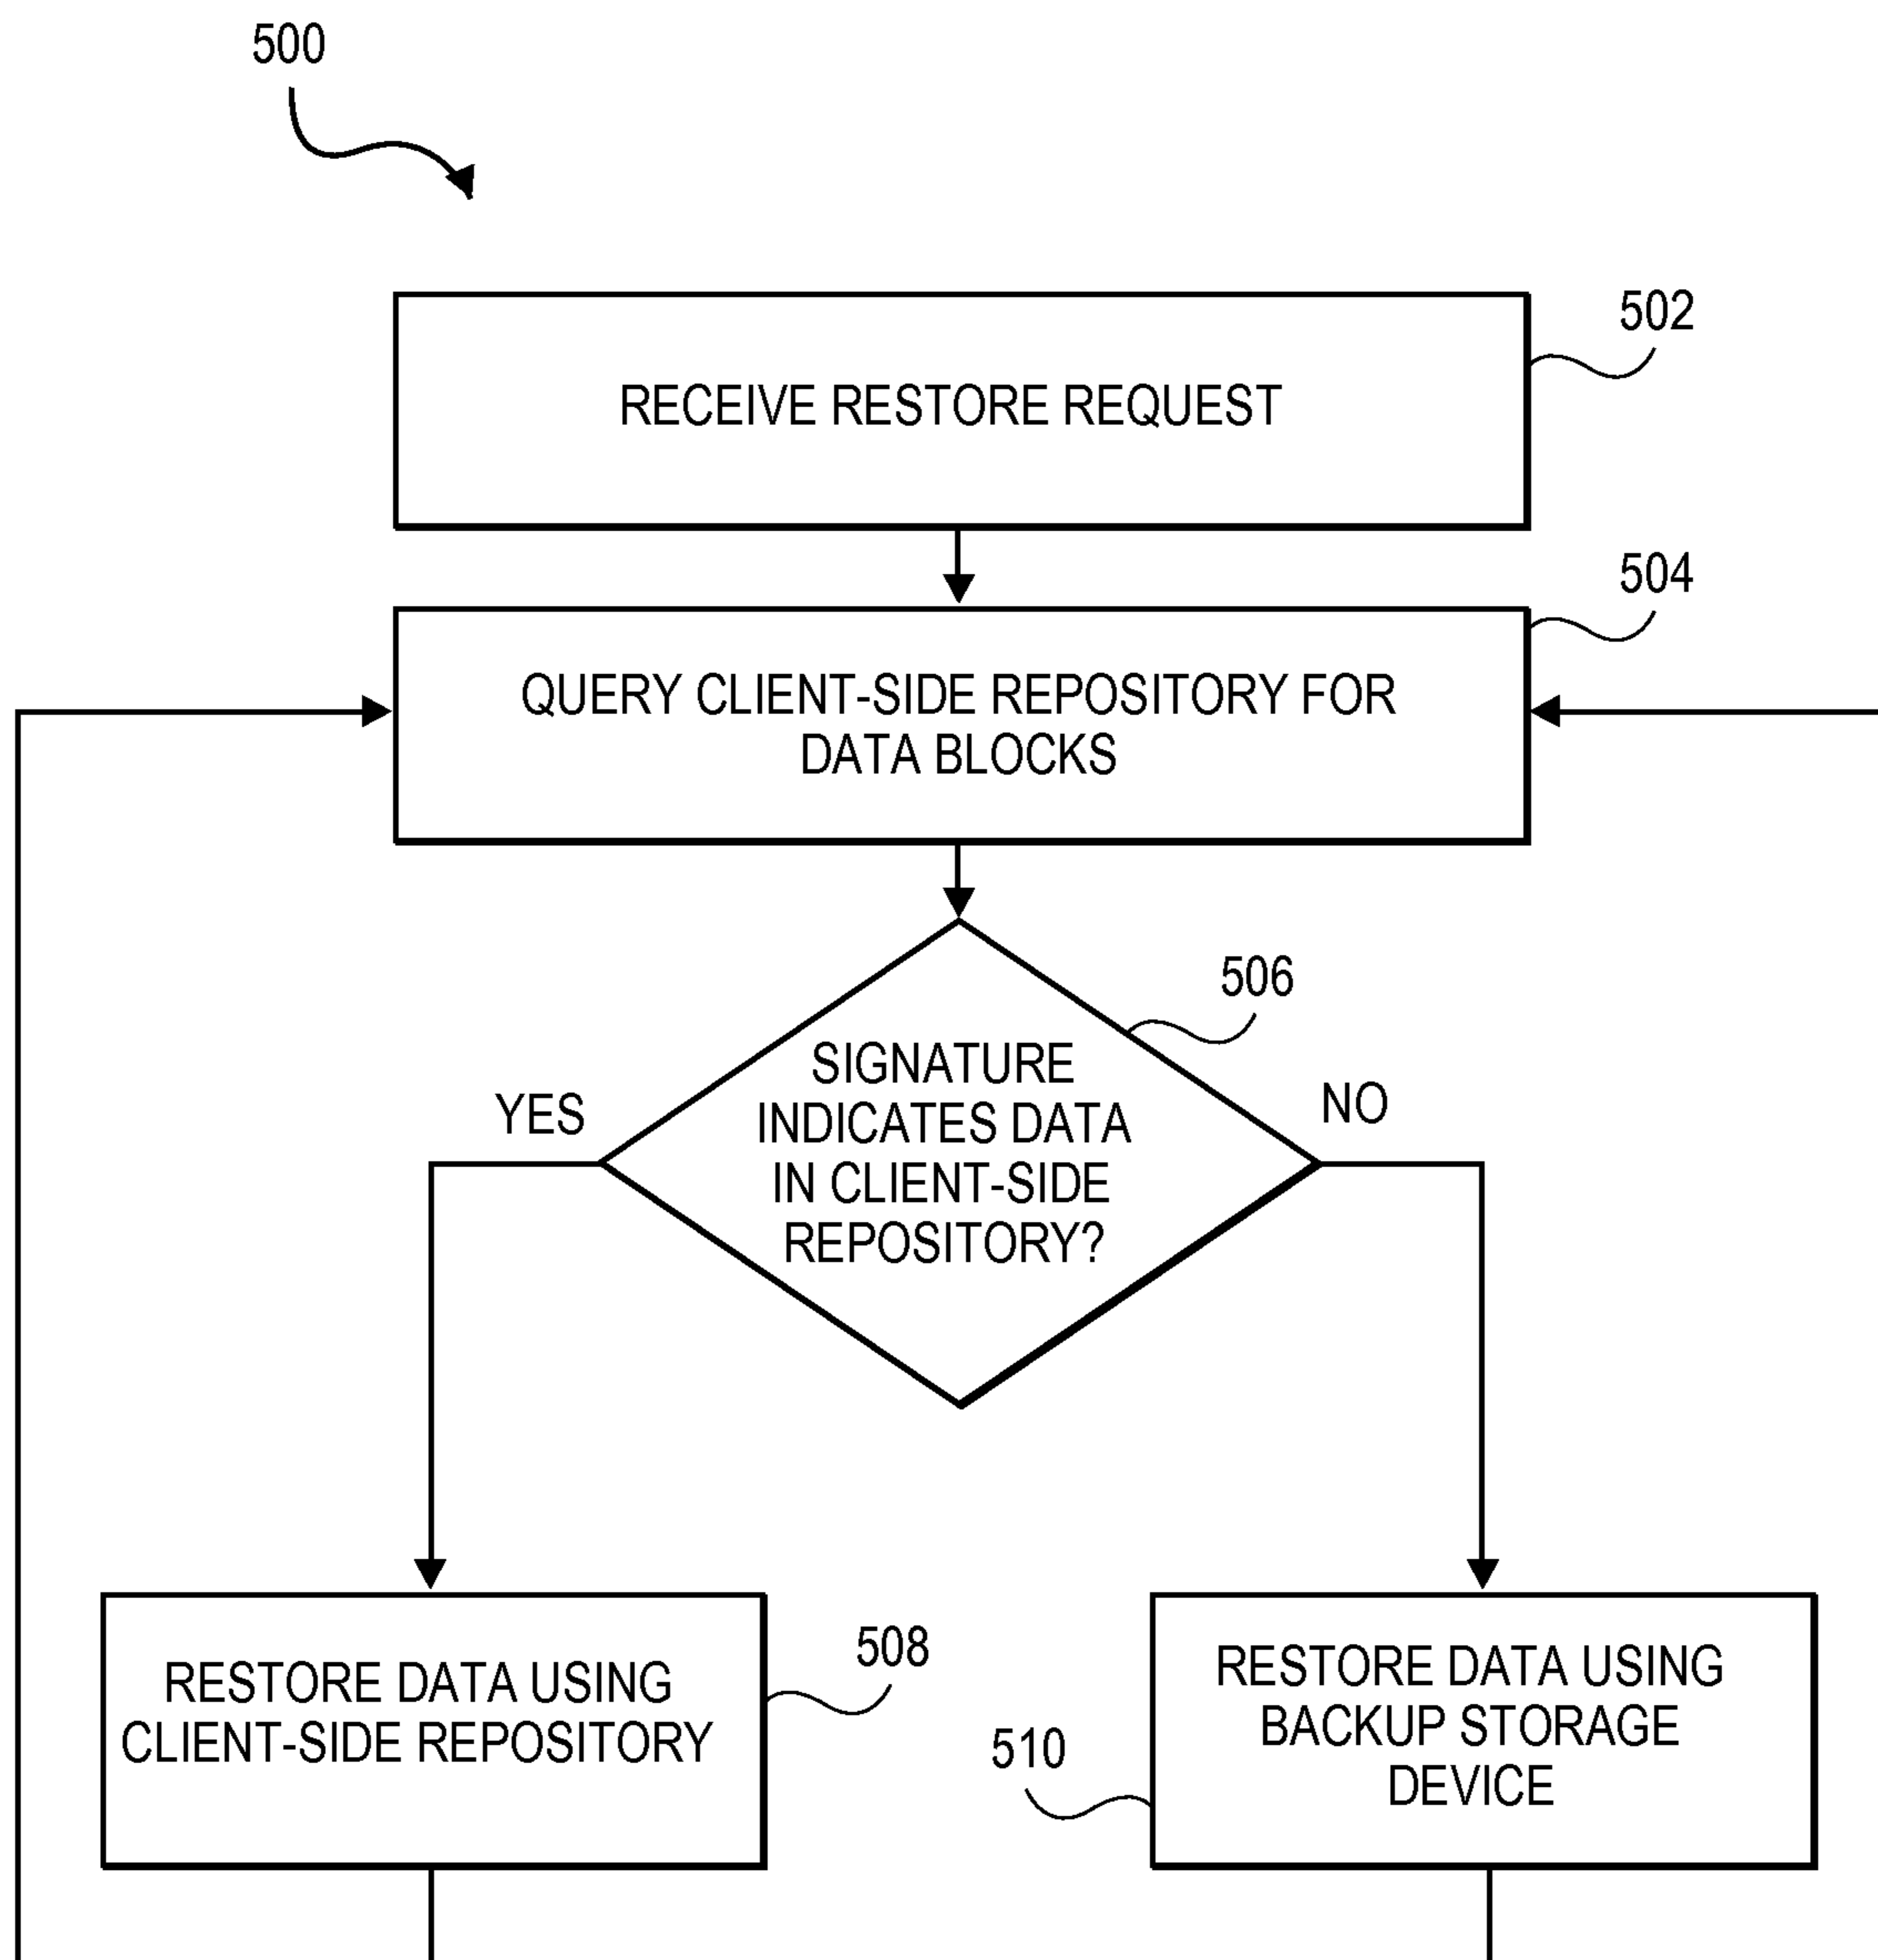 500
502
RECEIVE RESTORE REQUEST
504
QUERY CLIENT-SIDE REPOSITORY FOR
DATA BLOCKS
506
SIGNATURE
INDICATES DATA
IN CLIENT-SIDE
REPOSITORY?
YES
NO
508
RESTORE DATA USING
CLIENT-SIDE REPOSITORY
510
RESTORE DATA USING
BACKUP STORAGE
DEVICE